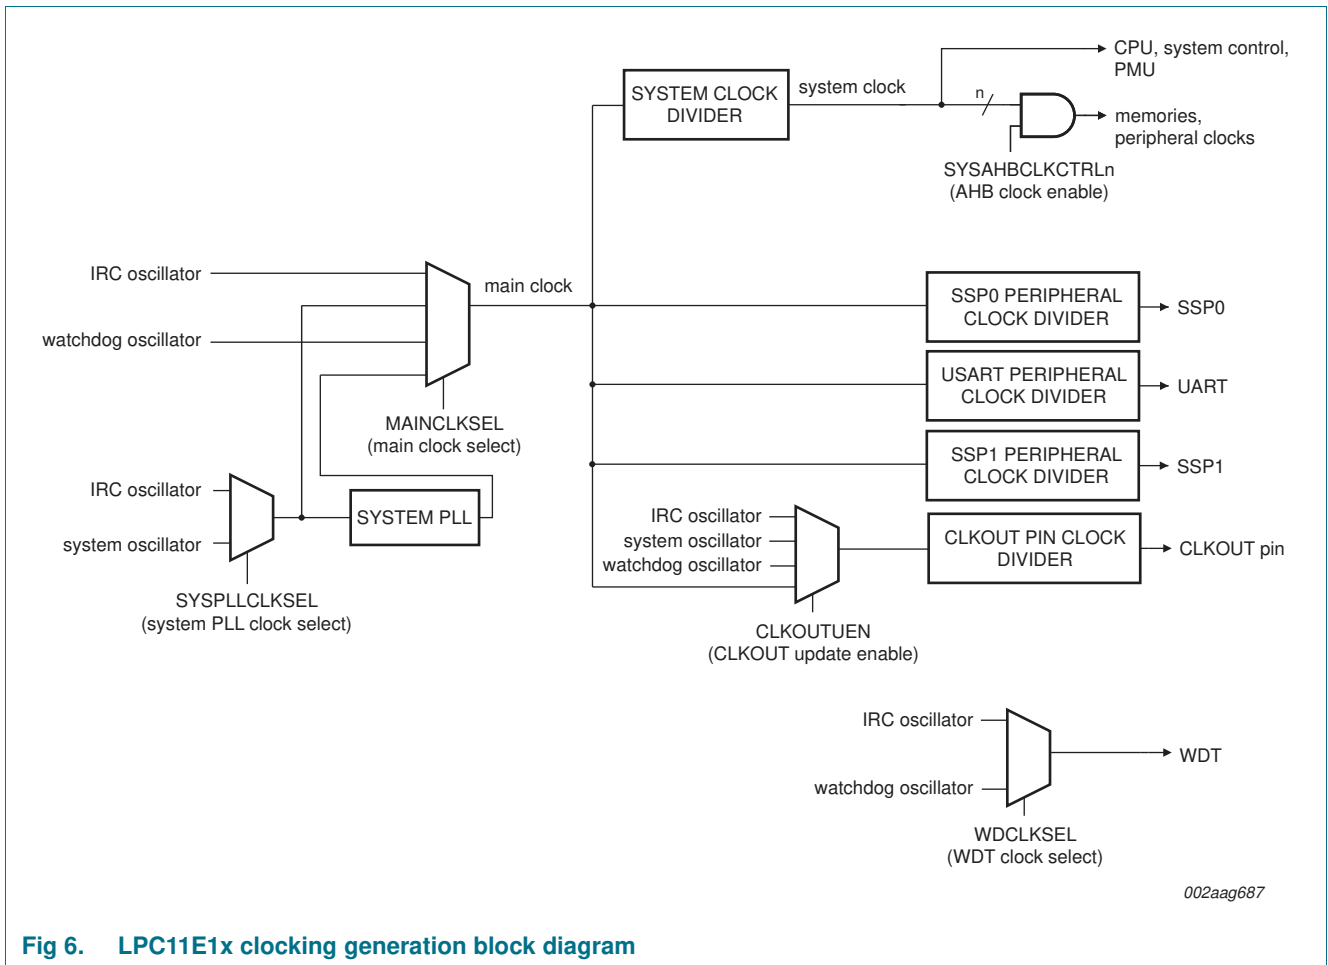 CPU, system control,
PMU
SYSTEM CLOCK
DIVIDER
system clock
n
memories,
peripheral clocks
SYSAHBCLKCTRLn
(AHB clock enable)
IRC oscillator
main clock
watchdog oscillator
MAINCLKSEL
(main clock select)
SSP0 PERIPHERAL
CLOCK DIVIDER
SSP0
USART PERIPHERAL
CLOCK DIVIDER
UART
SSP1 PERIPHERAL
CLOCK DIVIDER
SSP1
IRC oscillator
system oscillator
SYSTEM PLL
SYSPLLCLKSEL
(system PLL clock select)
IRC oscillator
system oscillator
watchdog oscillator
CLKOUT PIN CLOCK
DIVIDER
CLKOUT pin
CLKOUTUEN
(CLKOUT update enable)
IRC oscillator
watchdog oscillator
WDT
WDCLKSEL
(WDT clock select)
002aag687
Fig 6. LPC11E1x clocking generation block diagram